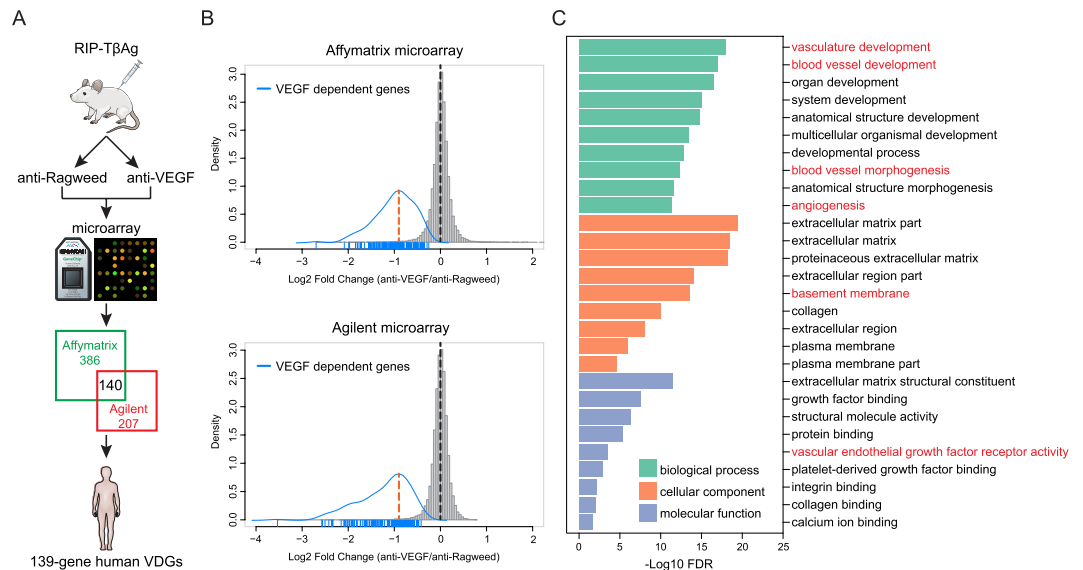 A
RIP-TβAg
anti-Ragweed
anti-VEGF
microarray
Affymatrix
386
140
Agilent
207
139-gene human VDGs
B
Affymatrix microarray
VEGF dependent genes
Density
3.0
2.5
2.0
1.5
1.0
0.5
0.0
−4 −3 −2 −1 0 1 2
Log2 Fold Change (anti-VEGF/anti-Ragweed)
Agilent microarray
VEGF dependent genes
Density
3.0
2.5
2.0
1.5
1.0
0.5
0.0
−4 −3 −2 −1 0 1 2
Log2 Fold Change (anti-VEGF/anti-Ragweed)
C
vasculature development
blood vessel development
organ development
system development
anatomical structure development
multicellular organismal development
developmental process
blood vessel morphogenesis
anatomical structure morphogenesis
angiogenesis
extracellular matrix part
extracellular matrix
proteinaceous extracellular matrix
extracellular region part
basement membrane
collagen
extracellular region
plasma membrane
plasma membrane part
extracellular matrix structural constituent
growth factor binding
structural molecule activity
protein binding
vascular endothelial growth factor receptor activity
platelet-derived growth factor binding
integrin binding
collagen binding
calcium ion binding
biological process
cellular component
molecular function
0 5 10 15 20 25
-Log10 FDR